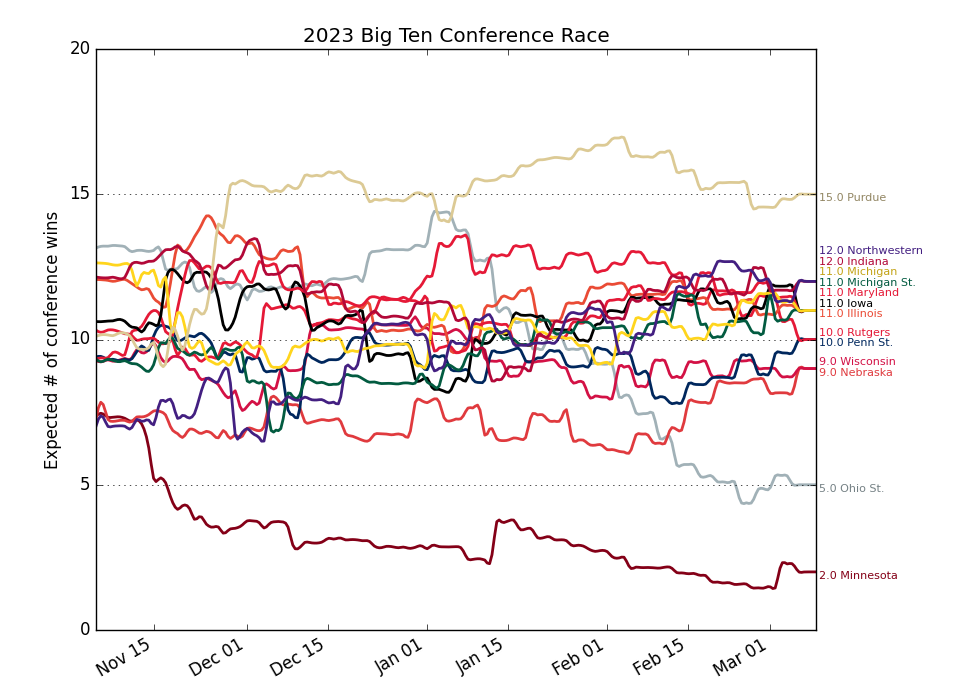 2023 Big Ten Conference Race
Expected # of conference wins
20
15
10
5
0
15.0 Purdue
12.0 Northwestern
12.0 Indiana
11.0 Michigan
11.0 Michigan St.
11.0 Maryland
11.0 Iowa
11.0 Illinois
10.0 Rutgers
10.0 Penn St.
9.0 Wisconsin
9.0 Nebraska
5.0 Ohio St.
2.0 Minnesota
Nov 15
Dec 01
Dec 15
Jan 01
Jan 15
Feb 01
Feb 15
Mar 01